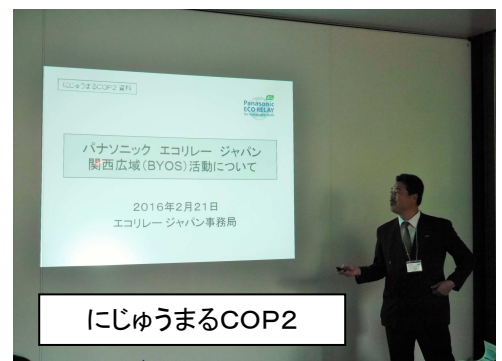 にじゅうまるCOP2 資料
Panasonic
ECO RELAY
パナソニック エコリレー ジャパン
関西広域(BYOS)活動について
2016年2月21日
エコリレージャパン事務局
にじゅうまるCOP2